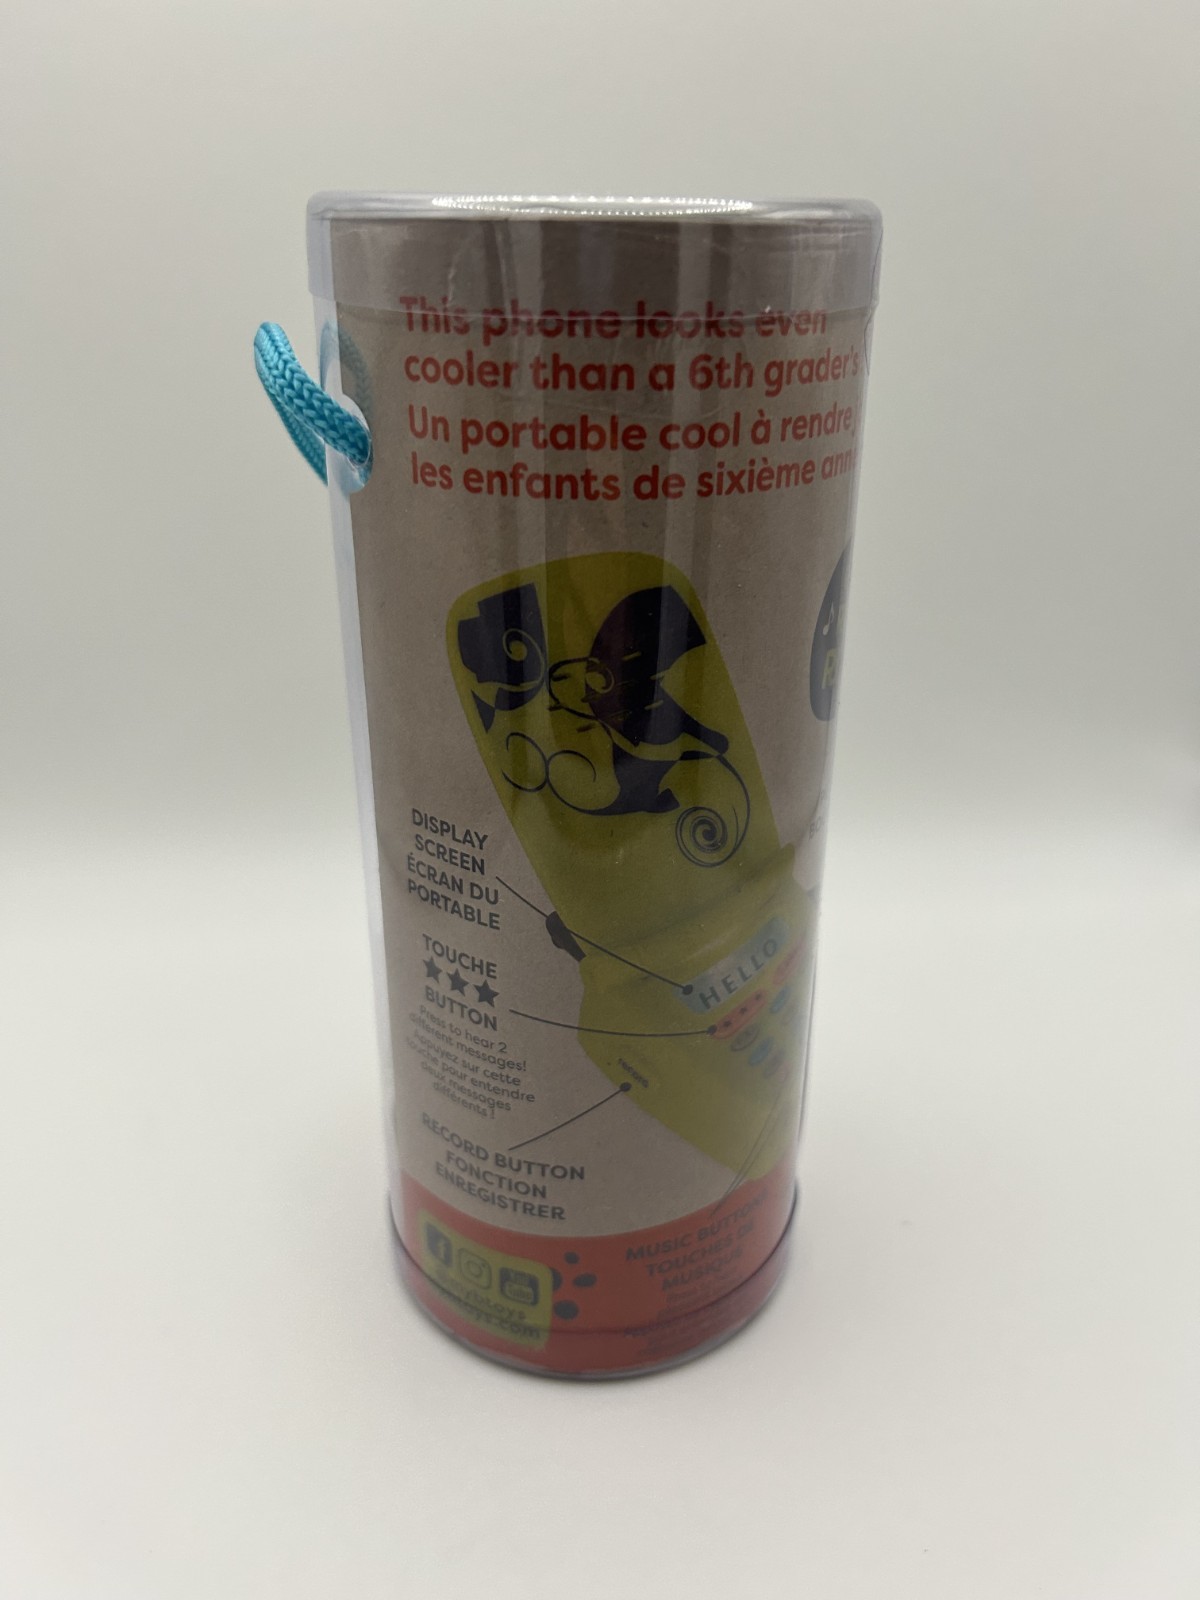 This phone looks even
cooler than a 6th grader's
Un portable cool à rendre
les enfants de sixième
DISPLAY
SCREEN
ÉCRAN DU
PORTABLE
HELLO
TOUCHE
BUTTON
Press to hear 2
different messages!
Appuyez sur cette
touche pour entendre
deux messages
différents !
record
RECORD BUTTON
FONCTION
ENREGISTRER
MUSIC BUTTONS
TOUCHES DE
MUSIQUE